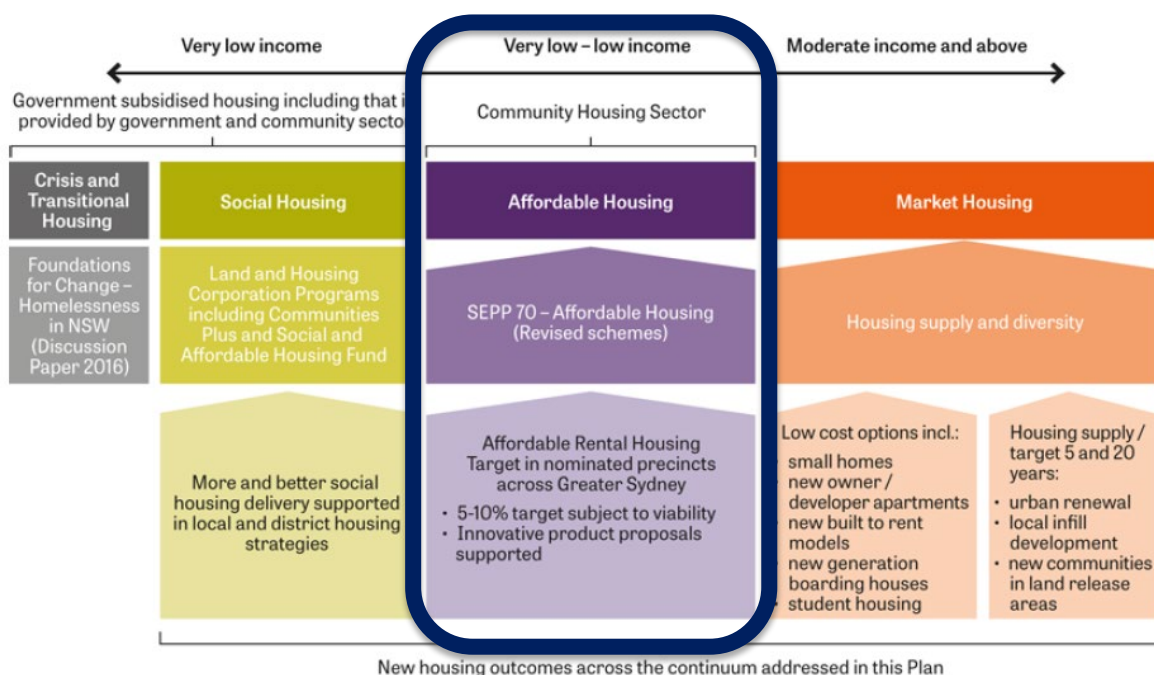 Very low income
Very low – low income
Moderate income and above
Government subsidised housing including that i
provided by government and community secto
Community Housing Sector
Crisis and
Transitional
Housing
Social Housing
Affordable Housing
Market Housing
Foundations
for Change –
Homelessness
in NSW
(Discussion
Paper 2016)
Land and Housing
Corporation Programs
including Communities
Plus and Social and
Affordable Housing Fund
SEPP 70 – Affordable Housing
(Revised schemes)
Housing supply and diversity
More and better social
housing delivery supported
in local and district housing
strategies
Affordable Rental Housing
Target in nominated precincts
across Greater Sydney
• 5-10% target subject to viability
• Innovative product proposals
supported
Low cost options incl.:
small homes
• new owner /
developer apartments
• new built to rent
models
• new generation
boarding houses
student housing
Housing supply /
target 5 and 20
years:
• urban renewal
• local infill
development
• new communities
in land release
areas
New housing outcomes across the continuum addressed in this Plan